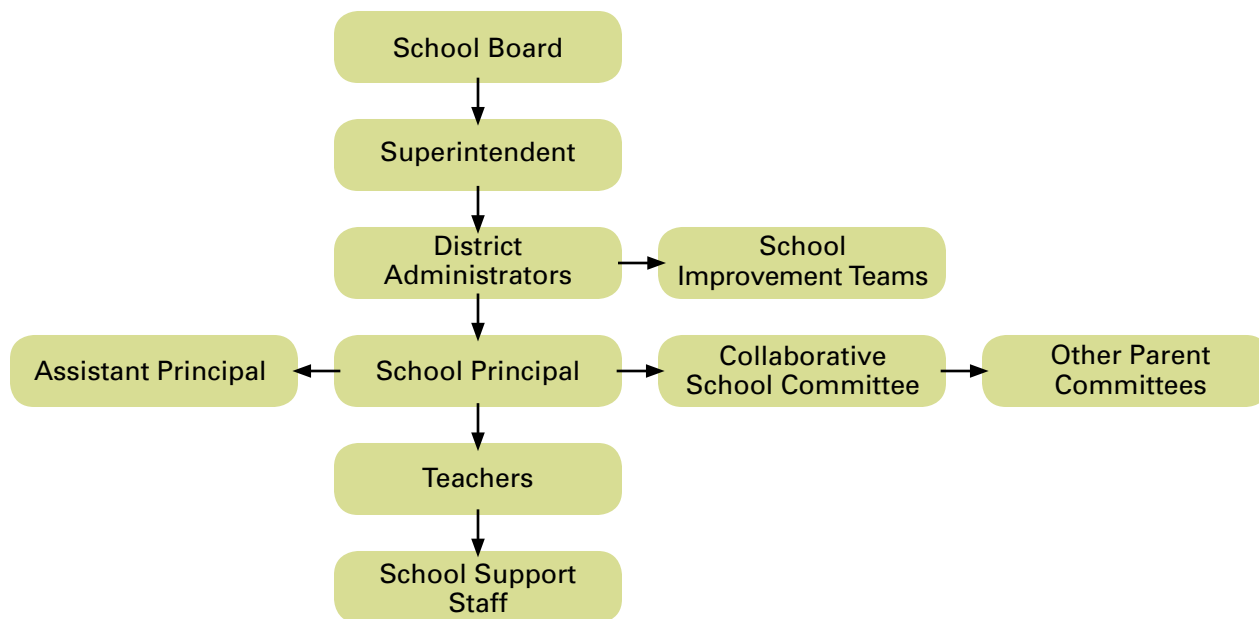 School Board
Superintendent
District
Administrators
School
Improvement Teams
Assistant Principal
School Principal
Collaborative
School Committee
Other Parent
Committees
Teachers
School Support
Staff